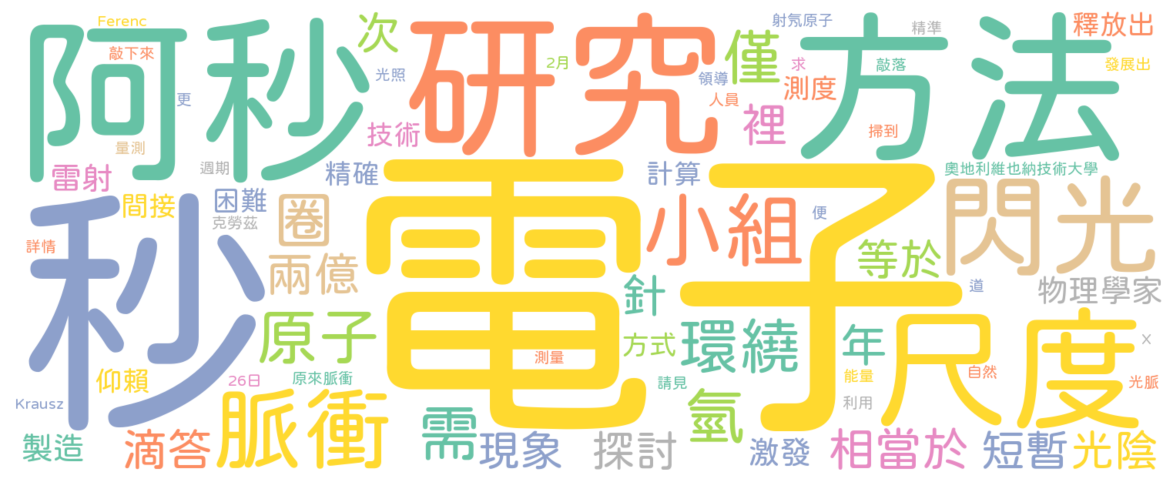 Ferenc
敲下來
阿秒
更
量測
週期
次
光照
技術
研究
2月
領導
人員
僅
射氖原子
求
測度
裡
方法
敲落
掃到
精準
釋放出
發展出
雷射
間接
精確
困難
克勞茲
圈
計算
奧地利維也納技術大學
詳情
秒
兩億
電子
小組
便
閃光
等於
道
物理學家
針
原子
環繞
方式
測量
年
尺度
X
仰賴
26日
原來脈衝
請見
能量
自然
光脈
Krausz
脈衝
氫
利用
製造
滴答
需
現象
探討
激發
相當於
短暫
光陰